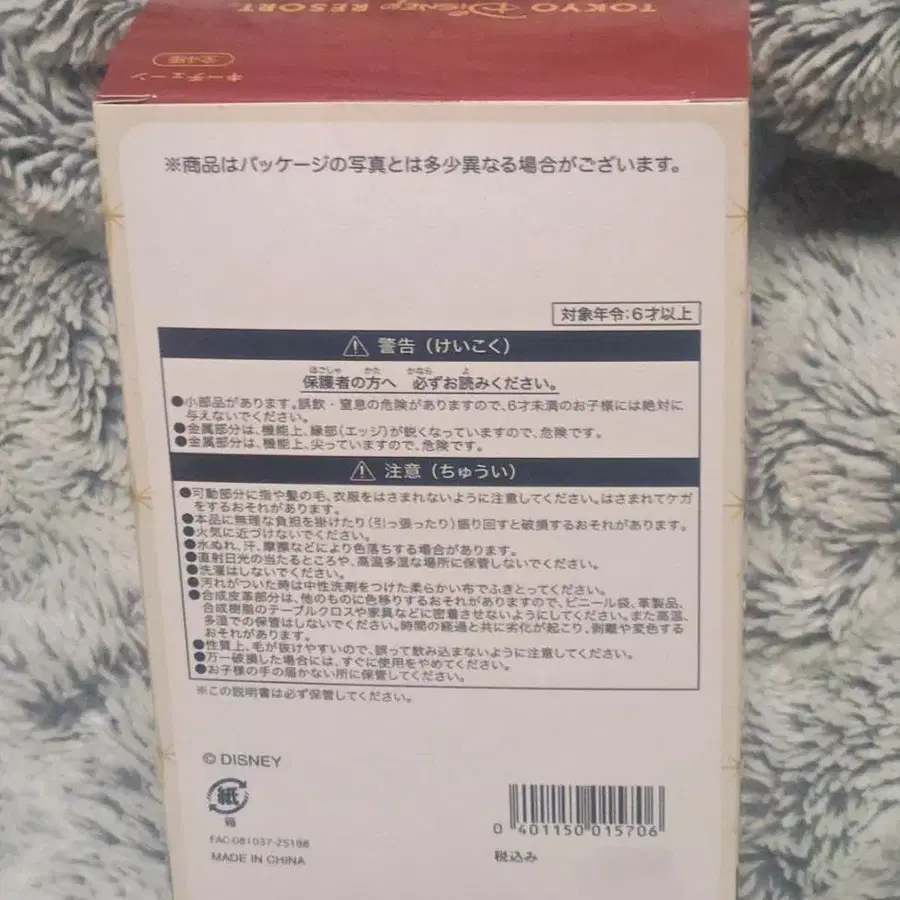 TOKYO DISNEY RESORT
キーチェーン 全4種
※商品はパッケージの写真とは多少異なる場合がございます。
対象年令:6才以上
⚠ 警告(けいこく)
ほごしゃ かた かなら よ
保護者の方へ 必ずお読みください。
●小部品があります。誤飲・窒息の危険がありますので、6才未満のお子様には絶対に
与えないでください。
●金属部分は、機能上、縁部(エッジ)が鋭くなっていますので、危険です。
●金属部分は、機能上、尖っていますので、危険です。
⚠ 注意(ちゅうい)
●可動部分に指や髪の毛、衣服をはさまれないように注意してください。はさまれてケガ
をするおそれがあります。
●本品に無理な負担を掛けたり(引っ張ったり)振り回すと破損するおそれがあります。
●火気に近づけないでください。
●水ぬれ、汗、摩擦などにより色落ちする場合があります。
●直射日光の当たるところや、高温多湿な場所に保管しないでください。
●洗濯はしないでください。
●汚れがついた時は中性洗剤をつけた柔らかい布でふきとってください。
●合成皮革部分は、他のものに色移りするおそれがありますので、ビニール袋、革製品、
合成樹脂のテーブルクロスや家具などに密着させないようにしてください。また高温、
多湿での保管はしないでください。時間の経過と共に劣化が起こり、剥離や変色する
おそれがあります。
●性質上、毛が抜けやすいので、誤って飲み込まないように注意してください。
●万一破損した場合には、すぐに使用をやめてください。
●お子様の手の届かない所に保管してください。
※この説明書は必ず保管してください。
© DISNEY
紙
箱
FAC-081037-25188
MADE IN CHINA
0 401150 015706
税込み